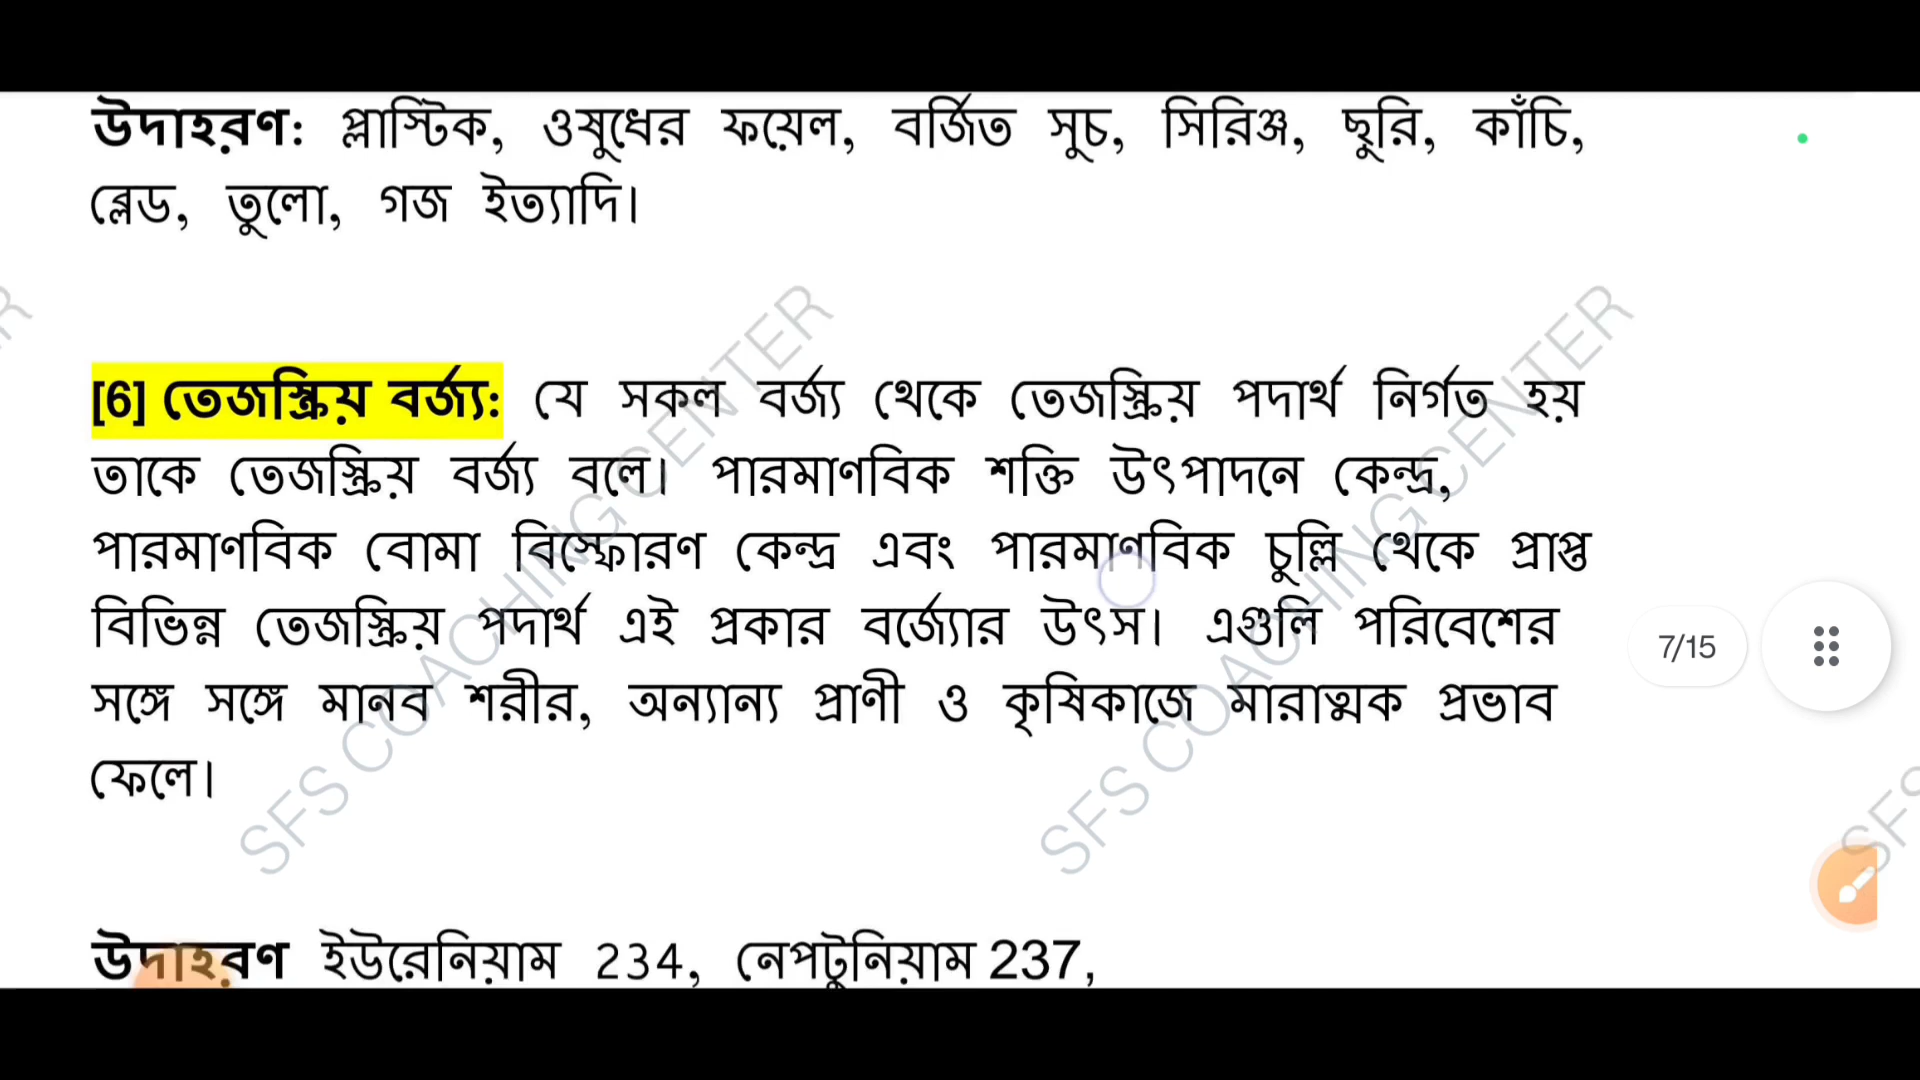 উদাহরণ: প্লাস্টিক, ওষুধের ফয়েল, বর্জিত সুচ, সিরিঞ্জ, ছুরি, কাঁচি,
ব্লেড, তুলো, গজ ইত্যাদি।
[6] তেজস্ক্রিয় বর্জ্য: যে সকল বর্জ্য থেকে তেজস্ক্রিয় পদার্থ নির্গত হয়
তাকে তেজস্ক্রিয় বর্জ্য বলে। পারমাণবিক শক্তি উৎপাদনে কেন্দ্র,
পারমাণবিক বোমা বিস্ফোরণ কেন্দ্র এবং পারমাণবিক চুল্লি থেকে প্রাপ্ত
বিভিন্ন তেজস্ক্রিয় পদার্থ এই প্রকার বর্জ্যের উৎস। এগুলি পরিবেশের
সঙ্গে সঙ্গে মানব শরীর, অন্যান্য প্রাণী ও কৃষিকাজে মারাত্মক প্রভাব
ফেলে।
7/15
উদাহরণ ইউরেনিয়াম 234, নেপটুনিয়াম 237,
SFS COACHING CENTER
SFS COACHING CENTER
SFS
R